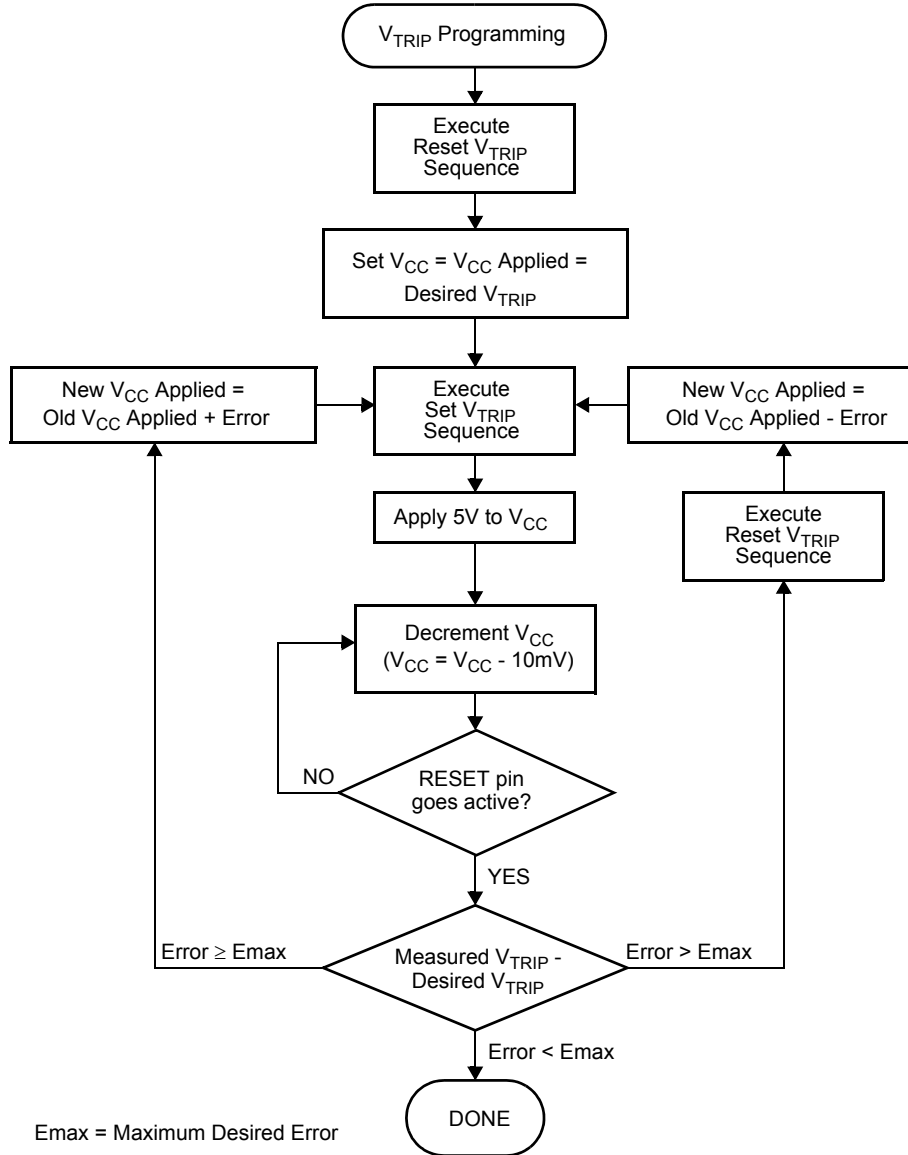 V_TRIP Programming
Execute
Reset V_TRIP
Sequence
Set V_CC = V_CC Applied =
Desired V_TRIP
New V_CC Applied =
Old V_CC Applied + Error
Execute
Set V_TRIP
Sequence
New V_CC Applied =
Old V_CC Applied - Error
Apply 5V to V_CC
Execute
Reset V_TRIP
Sequence
Decrement V_CC
(V_CC = V_CC - 10mV)
NO
RESET pin
goes active?
YES
Error ≥ Emax
Measured V_TRIP -
Desired V_TRIP
Error > Emax
Error < Emax
DONE
Emax = Maximum Desired Error